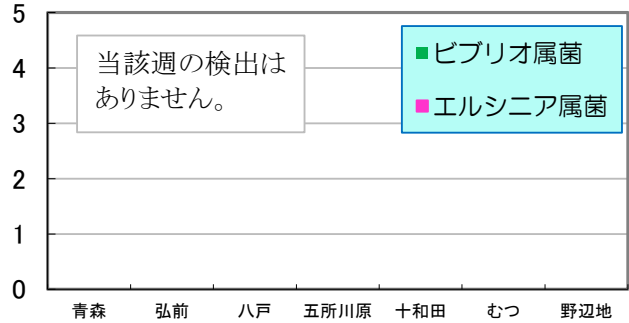 5
4
3
2
1
0
当該週の検出は
ありません。
■ビブリオ属菌
■エルシニア属菌
青森 弘前 八戸 五所川原 十和田 むつ 野辺地